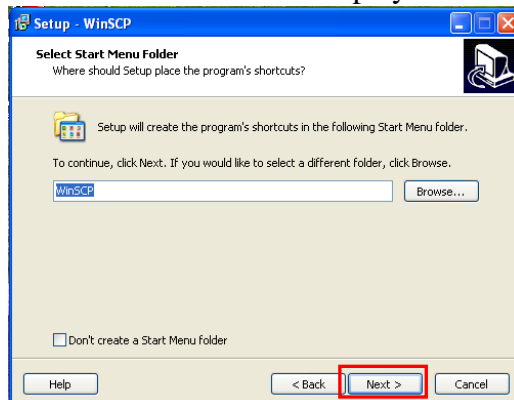 Setup - WinSCP
Select Start Menu Folder
Where should Setup place the program's shortcuts?
Setup will create the program's shortcuts in the following Start Menu folder.
To continue, click Next. If you would like to select a different folder, click Browse.
WinSCP
Browse...
Don't create a Start Menu folder
Help
< Back
Next >
Cancel